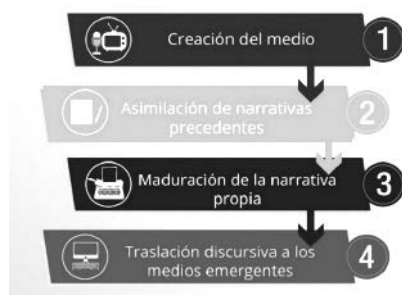 Creación del medio
1
Asimilación de narrativas
precedentes
2
Maduración de la narrativa
propia
3
Traslación discursiva a los
medios emergentes
4